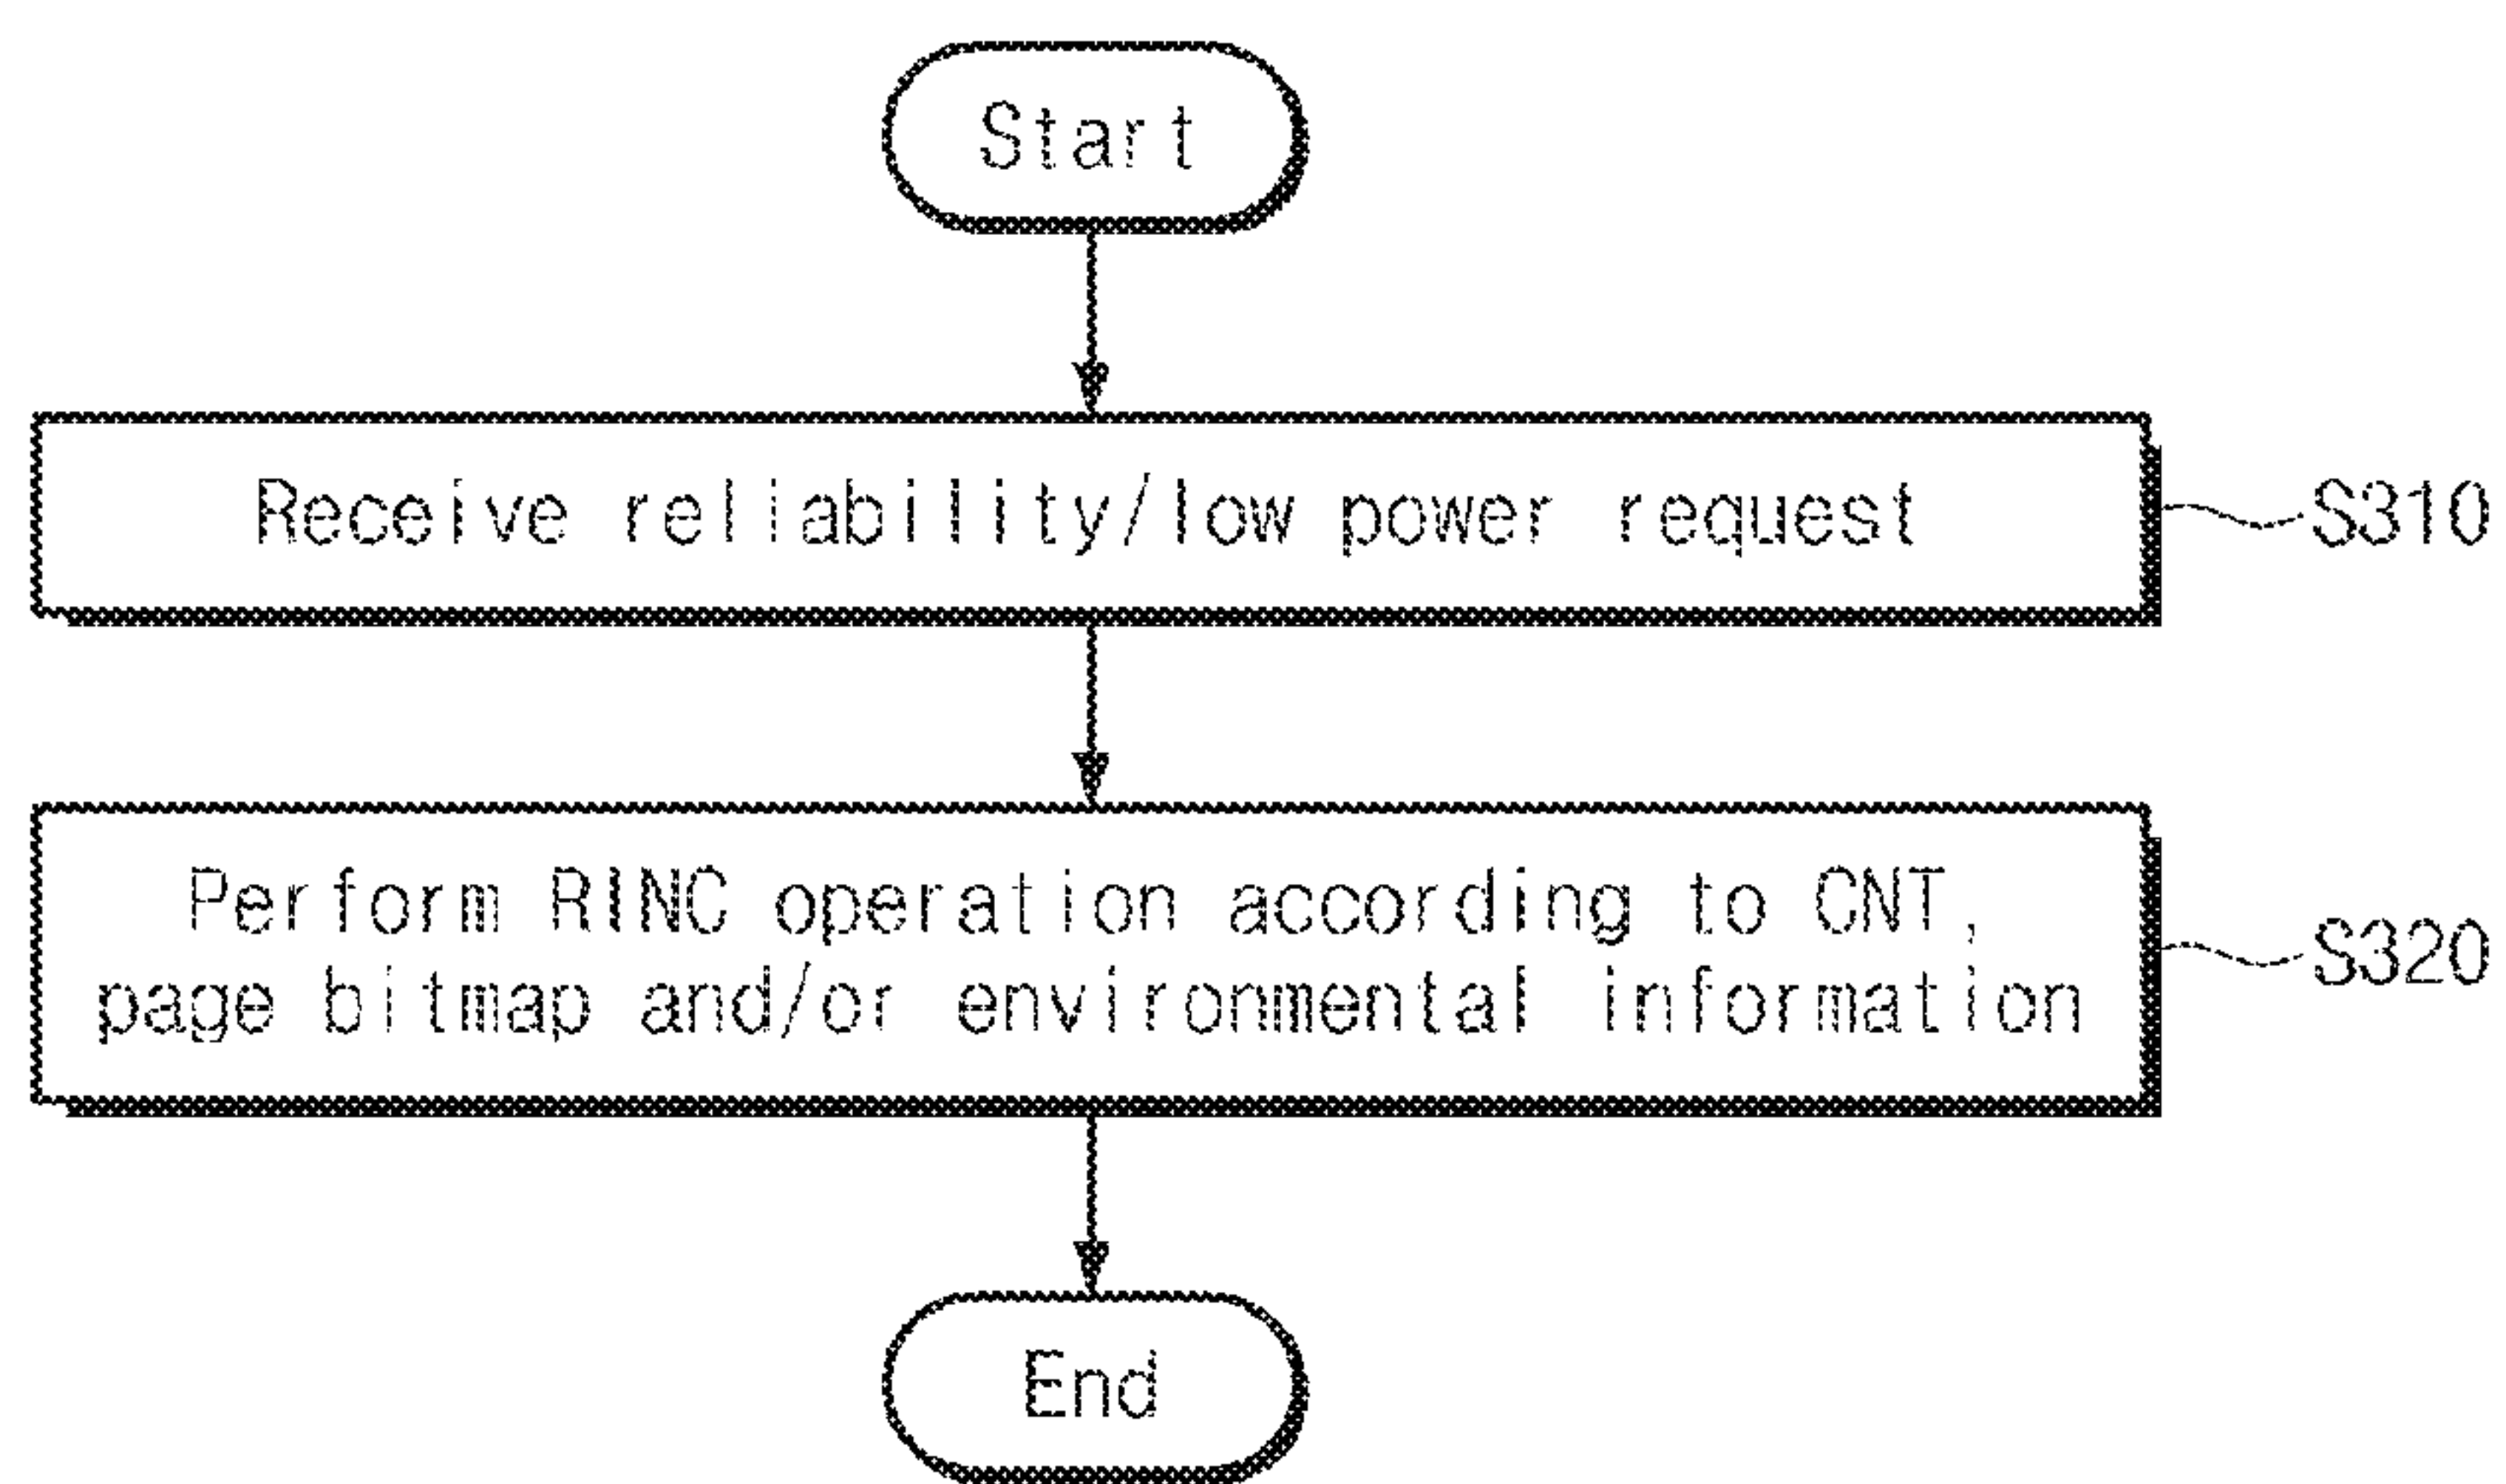 Start
Receive reliability/low power request
S310
Perform RINC operation according to CNT,
page bitmap and/or environmental information
S320
End